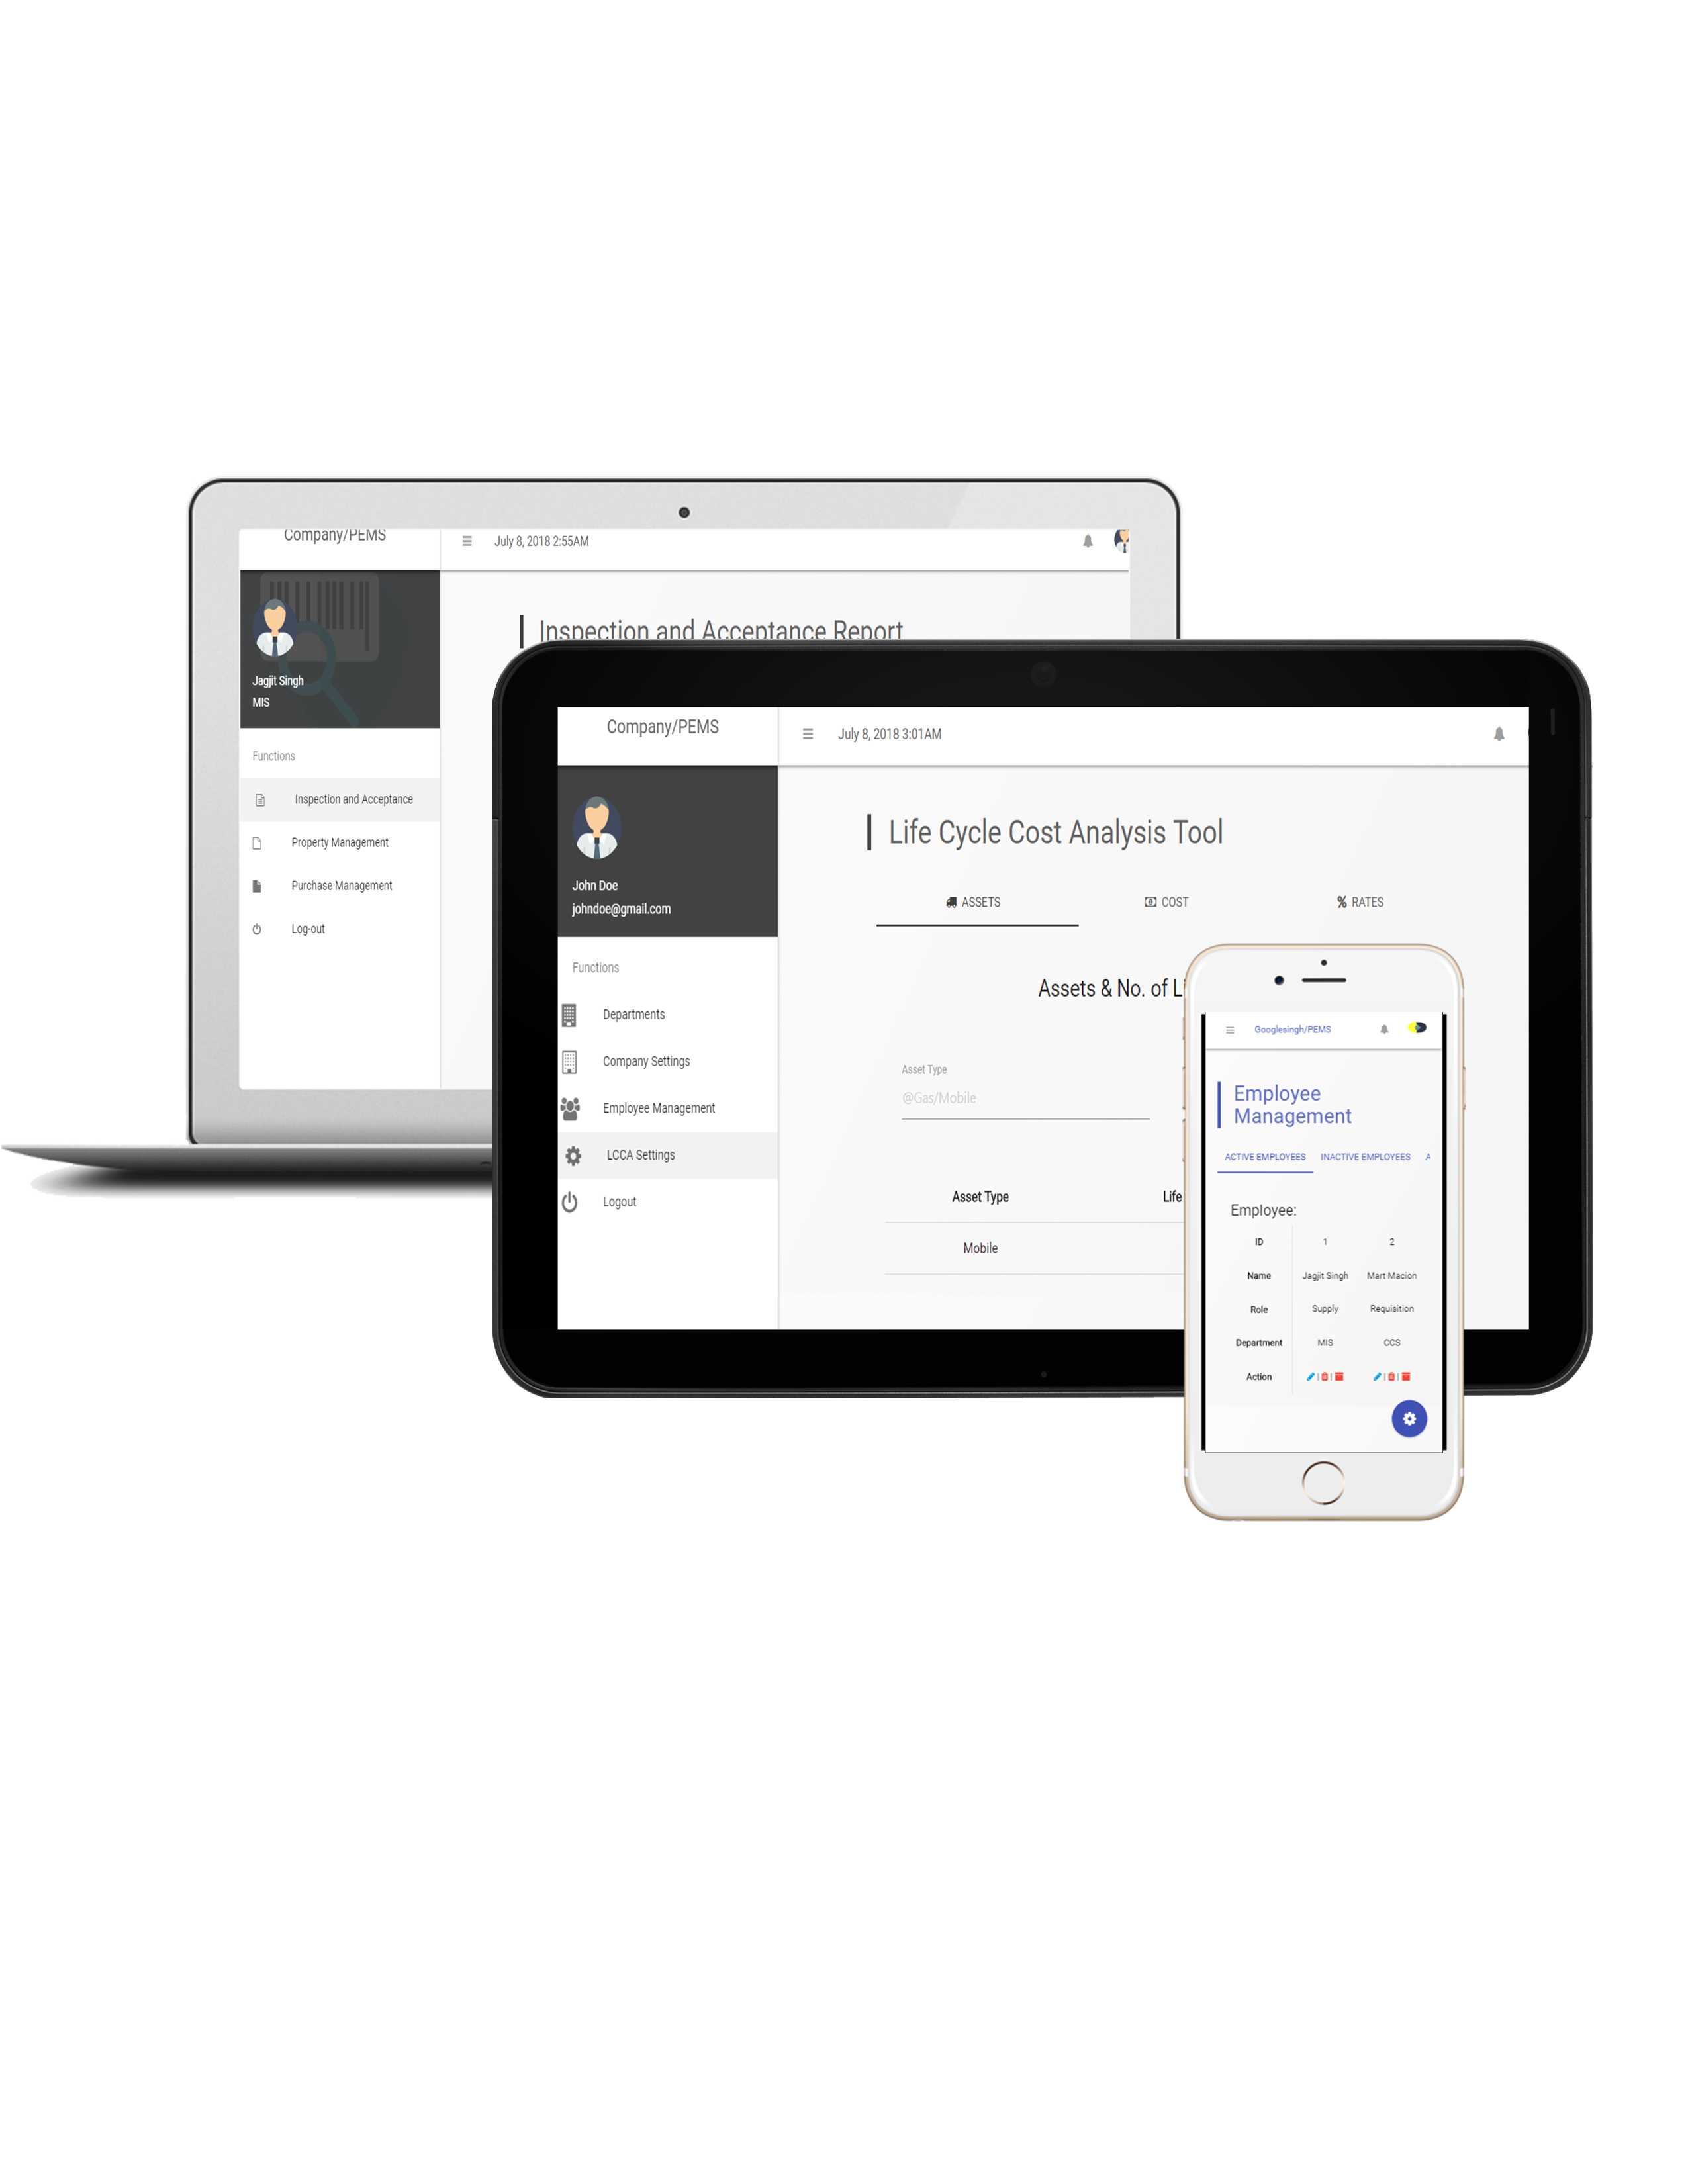 Company/PEMS
July 8, 2018 2:55AM
Inspection and Acceptance Report
Jagjit Singh
MIS
Functions
Inspection and Acceptance
Property Management
Purchase Management
Log-out
Company/PEMS
July 8, 2018 3:01AM
John Doe
johndoe@gmail.com
Functions
Departments
Company Settings
Employee Management
LCCA Settings
Logout
Life Cycle Cost Analysis Tool
ASSETS COST % RATES
Assets & No. of
Asset Type
@Gas/Mobile
Asset Type Life
Mobile
Googlesingh/PEMS
Employee
Management
ACTIVE EMPLOYEES INACTIVE EMPLOYEES A
Employee:
ID 1 2
Name Jagjit Singh Mart Macion
Role Supply Requisition
Department MIS CCS
Action